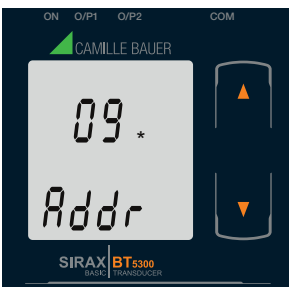 ON O/P1 O/P2 COM
CAMILLE BAUER
09 *
Addr
SIRAX BT5300
BASIC TRANSDUCER